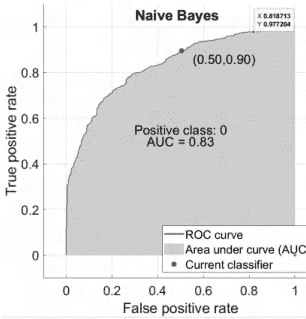 Naive Bayes
X 0.818713
Y 0.977204
(0.50,0.90)
Positive class: 0
AUC = 0.83
True positive rate
1
0.8
0.6
0.4
0.2
0
0 0.2 0.4 0.6 0.8 1
False positive rate
ROC curve
Area under curve (AUC
Current classifier